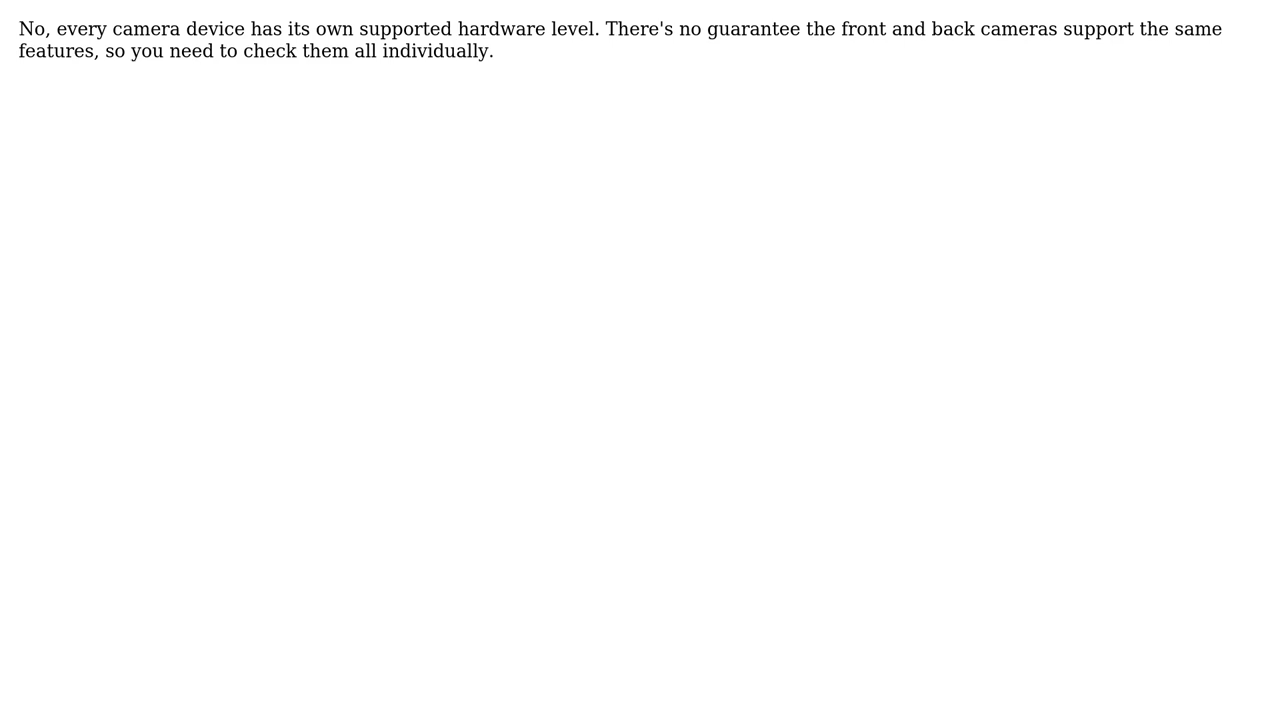 No, every camera device has its own supported hardware level. There's no guarantee the front and back cameras support the same
features, so you need to check them all individually.